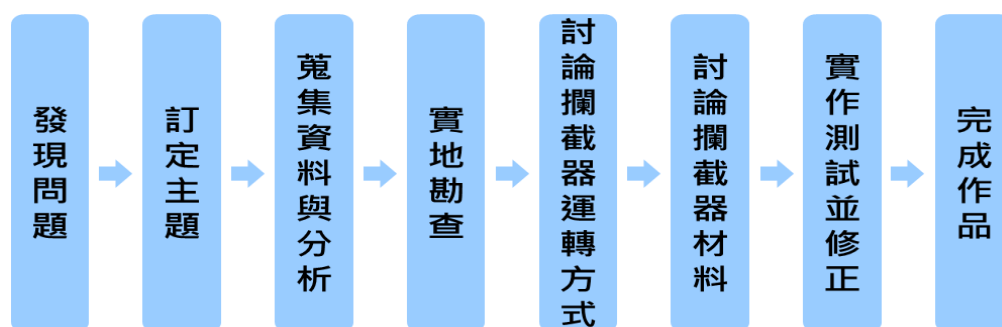 發現問題
訂定主題
蒐集資料與分析
實地勘查
討論攔截器運轉方式
討論攔截器材料
實作測試並修正
完成作品